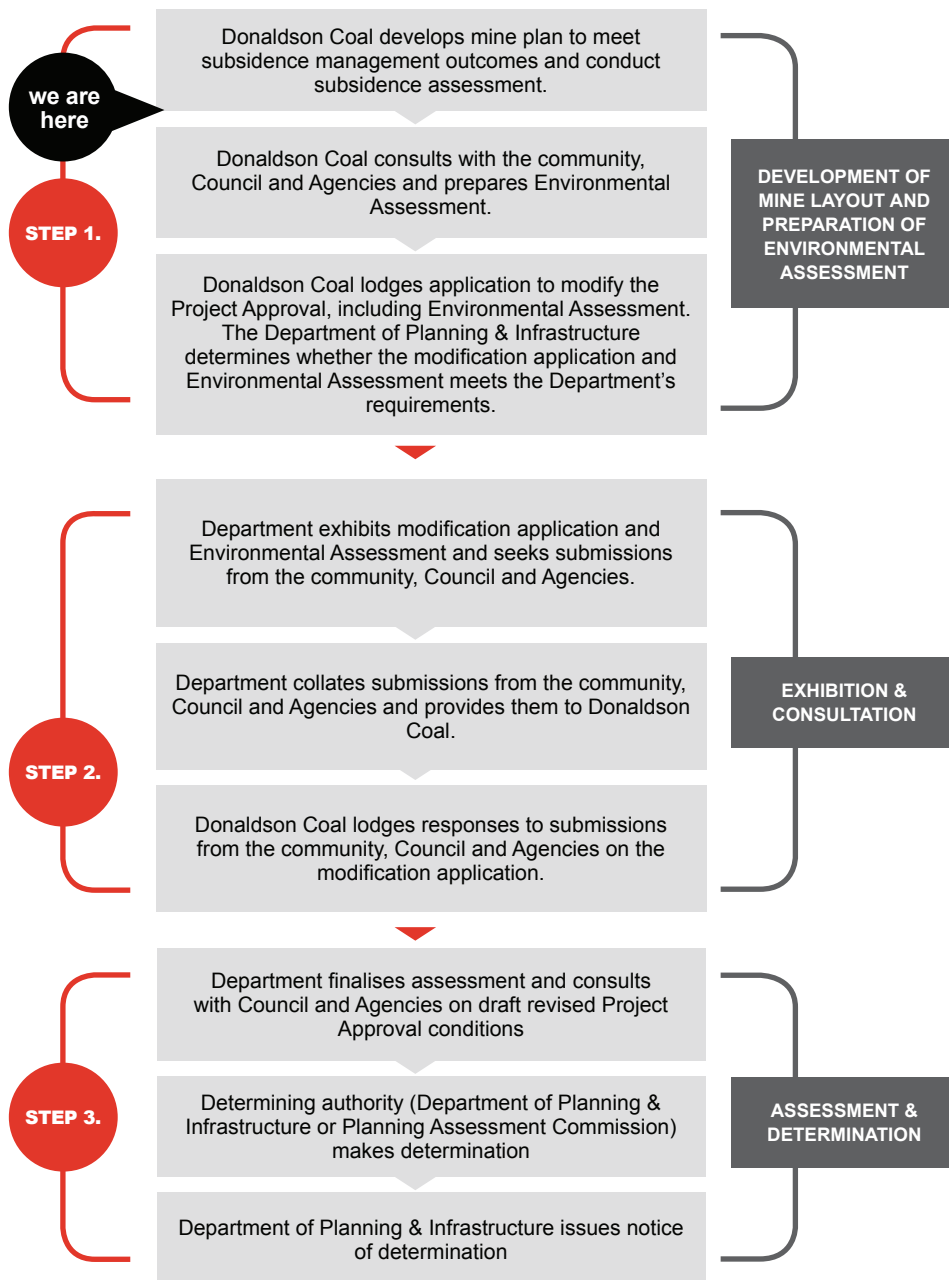 Donaldson Coal develops mine plan to meet
subsidence management outcomes and conduct
subsidence assessment.
we are
here
Donaldson Coal consults with the community,
Council and Agencies and prepares Environmental
Assessment.
STEP 1.
DEVELOPMENT OF
MINE LAYOUT AND
PREPARATION OF
ENVIRONMENTAL
ASSESSMENT
Donaldson Coal lodges application to modify the
Project Approval, including Environmental Assessment.
The Department of Planning & Infrastructure
determines whether the modification application and
Environmental Assessment meets the Department’s
requirements.
Department exhibits modification application and
Environmental Assessment and seeks submissions
from the community, Council and Agencies.
Department collates submissions from the community,
Council and Agencies and provides them to Donaldson
Coal.
STEP 2.
EXHIBITION &
CONSULTATION
Donaldson Coal lodges responses to submissions
from the community, Council and Agencies on the
modification application.
Department finalises assessment and consults
with Council and Agencies on draft revised Project
Approval conditions
STEP 3.
Determining authority (Department of Planning &
Infrastructure or Planning Assessment Commission)
makes determination
ASSESSMENT &
DETERMINATION
Department of Planning & Infrastructure issues notice
of determination